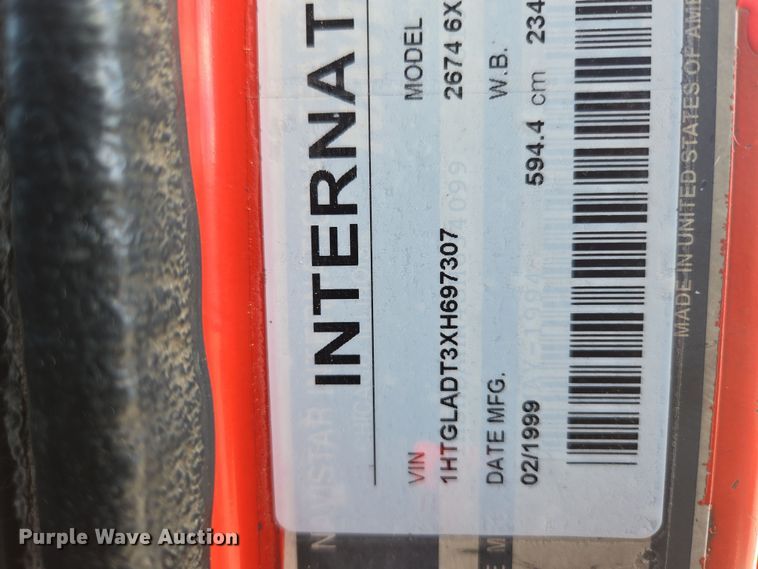 INTERNAT
VIN MODEL
1HTGLADT3XH697307 2674 6X
DATE MFG. W.B.
02/1999 594.4 cm 234
MADE IN UNITED STATES OF AME
Purple Wave Auction